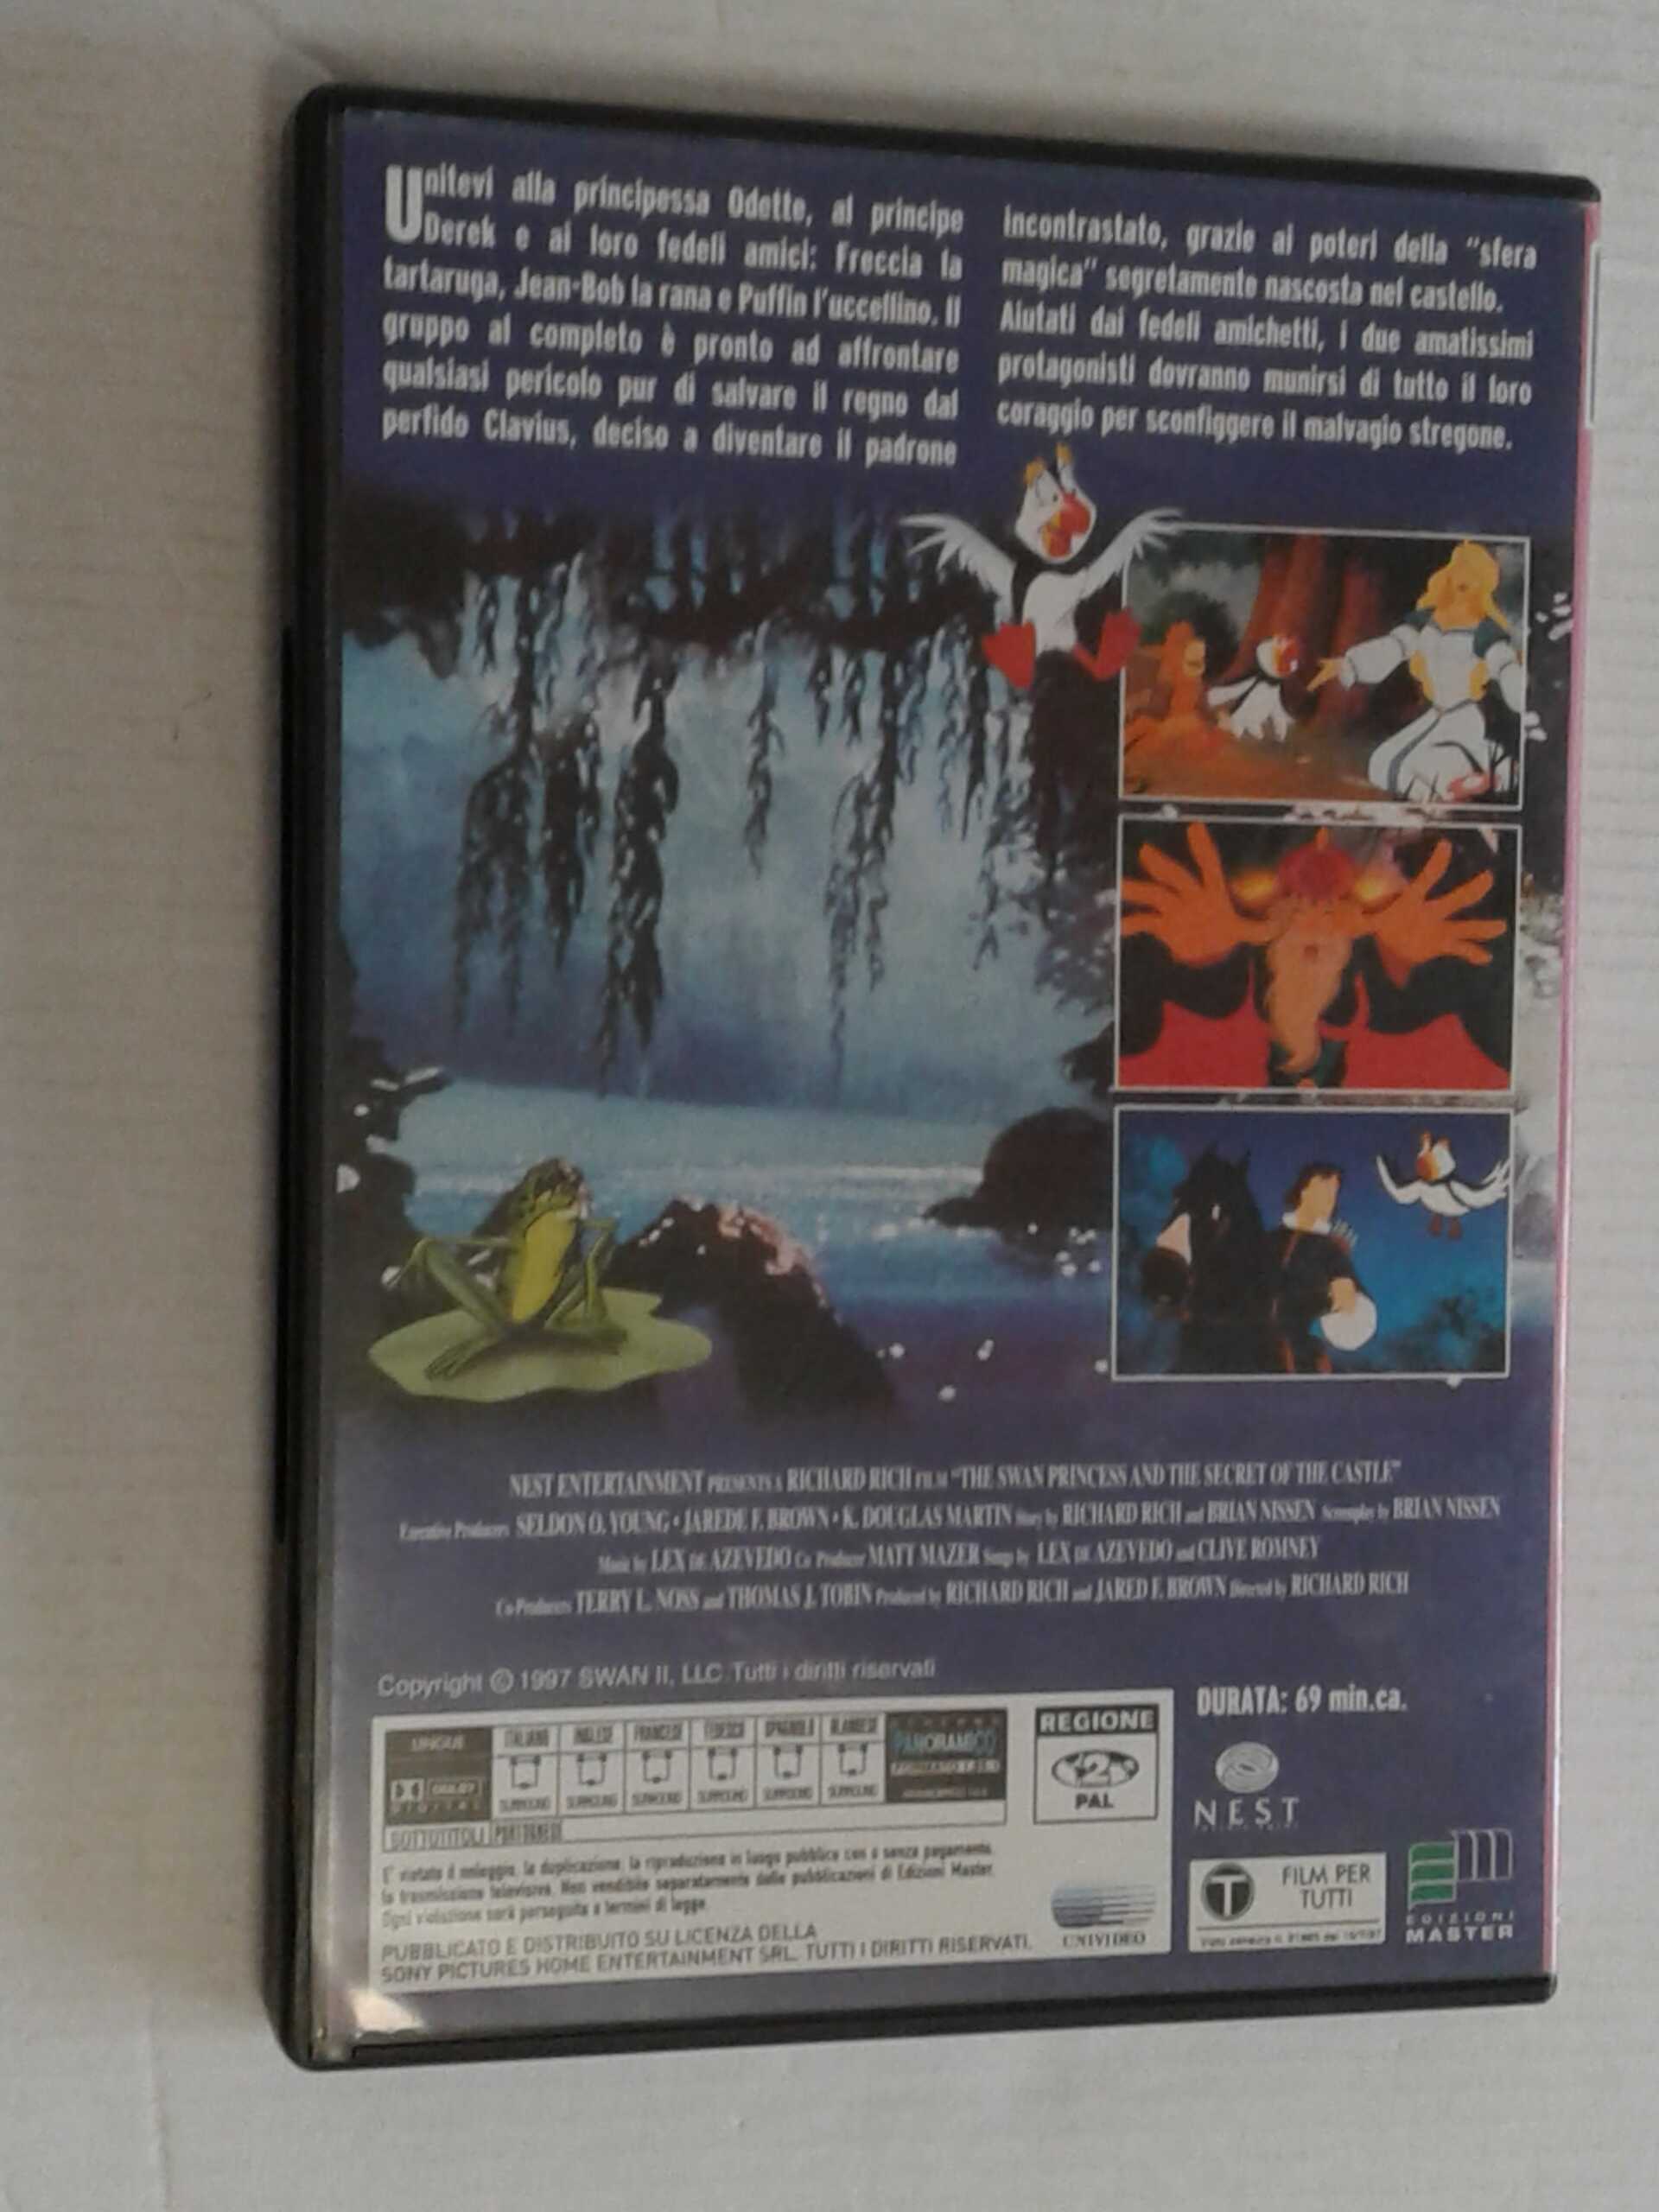 Unitevi alla principessa Odette, al principe
Derek e ai loro fedeli amici: Freccia la
tartaruga, Jean-Bob la rana e Puffin l'uccellino. Il
gruppo al completo è pronto ad affrontare
qualsiasi pericolo pur di salvare il regno dal
perfido Clavius, deciso a diventare il padrone
incontrastato, grazie ai poteri della "sfera
magica" segretamente nascosta nel castello.
Aiutati dai fedeli amichetti, i due amatissimi
protagonisti dovranno munirsi di tutto il loro
coraggio per sconfiggere il malvagio stregone.
NEST ENTERTAINMENT PRESENTS A RICHARD RICH FILM "THE SWAN PRINCESS AND THE SECRET OF THE CASTLE"
Executive Producers SELDON O. YOUNG • JAREDE F. BROWN • K. DOUGLAS MARTIN Story by RICHARD RICH and BRIAN NISSEN Screenplay by BRIAN NISSEN
Music by LEX DE AZEVEDO Co Producer MATT MAZER Songs by LEX DE AZEVEDO and CLIVE ROMNEY
Co-Producers TERRY L. NOSS and THOMAS J. TOBIN Produced by RICHARD RICH and JARED F. BROWN Directed by RICHARD RICH
Copyright © 1997 SWAN II, LLC Tutti i diritti riservati
DURATA: 69 min.ca.
LINGUE
DOLBY
DIGITAL
ITALIANO INGLESE FRANCESE TEDESCO SPAGNOLO OLANDESE
SURROUND SURROUND SURROUND SURROUND SURROUND SURROUND
PANORAMICO
SOTTOTITOLI PORTOGHESE
REGIONE
2
PAL
NEST
E' vietato il noleggio, la duplicazione, la riproduzione in luogo pubblico con o senza pagamento,
la trasmissione televisiva. Non vendibile separatamente dalle pubblicazioni di Edizioni Master.
Ogni violazione sarà perseguita a termini di legge.
PUBBLICATO E DISTRIBUITO SU LICENZA DELLA
SONY PICTURES HOME ENTERTAINMENT SRL. TUTTI I DIRITTI RISERVATI.
UNIVIDEO
T
FILM PER
TUTTI
EDIZIONI
MASTER